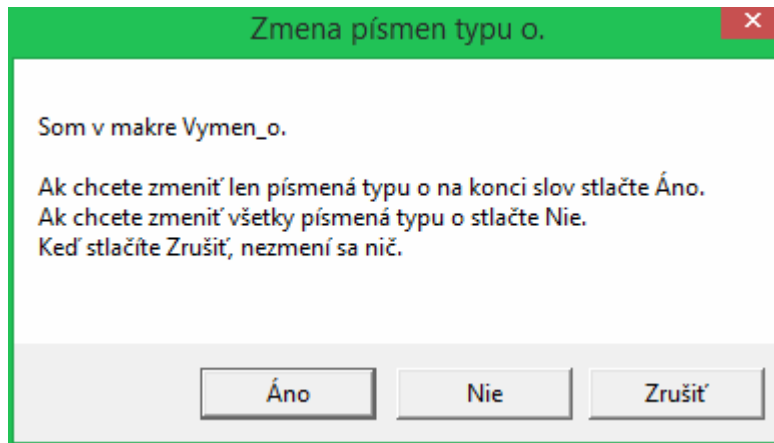 Zmena písmen typu o.
Som v makre Vymen_o.
Ak chcete zmeniť len písmená typu o na konci slov stlačte Áno.
Ak chcete zmeniť všetky písmená typu o stlačte Nie.
Keď stlačíte Zrušiť, nezmení sa nič.
Áno Nie Zrušiť